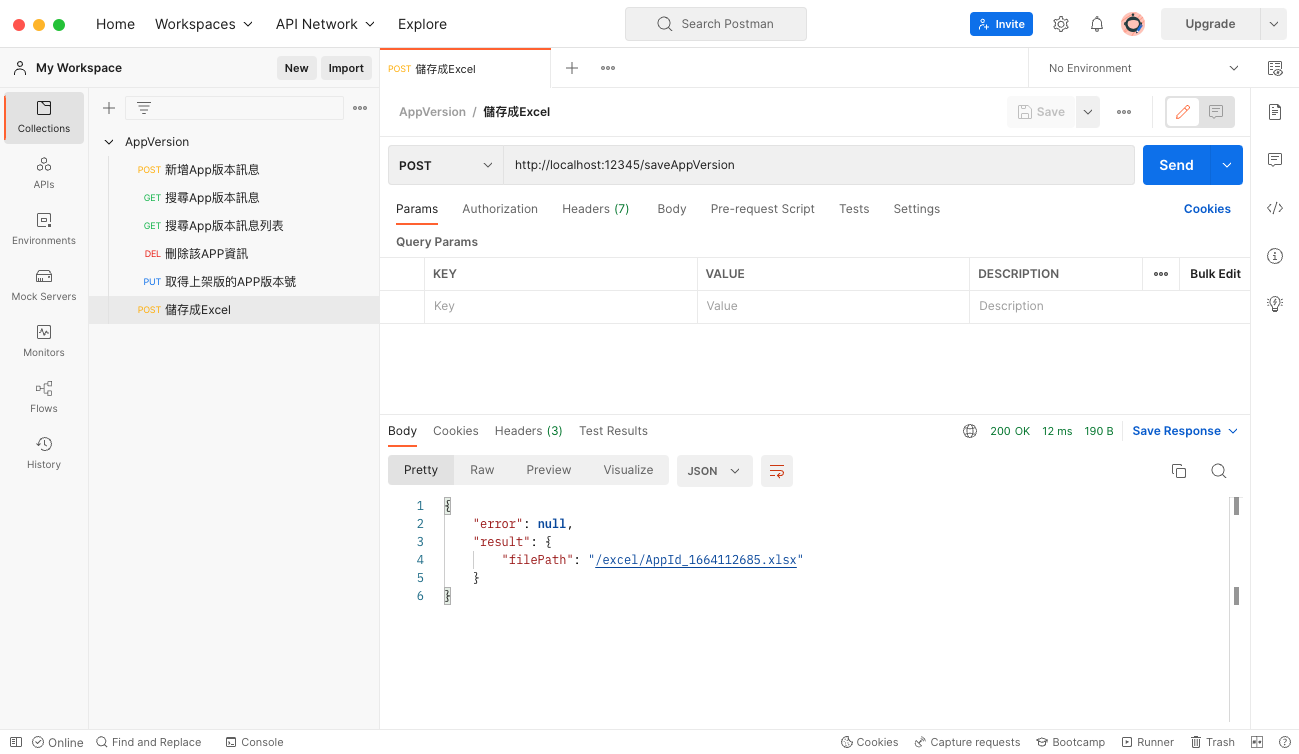 Home Workspaces API Network Explore Search Postman Invite Upgrade
My Workspace New Import POST 儲存成Excel No Environment
Collections
APIs
Environments
Mock Servers
Monitors
Flows
History
AppVersion
POST 新增App版本訊息
GET 搜尋App版本訊息
GET 搜尋App版本訊息列表
DEL 刪除該APP資訊
PUT 取得上架版的APP版本號
POST 儲存成Excel
AppVersion / 儲存成Excel Save
POST http://localhost:12345/saveAppVersion Send
Params Authorization Headers (7) Body Pre-request Script Tests Settings Cookies
Query Params
KEY VALUE DESCRIPTION Bulk Edit
Key Value Description
Body Cookies Headers (3) Test Results 200 OK 12 ms 190 B Save Response
Pretty Raw Preview Visualize JSON
1 {
2 "error": null,
3 "result": {
4 "filePath": "/excel/AppId_1664112685.xlsx"
5 }
6 }
Online Find and Replace Console Cookies Capture requests Bootcamp Runner Trash